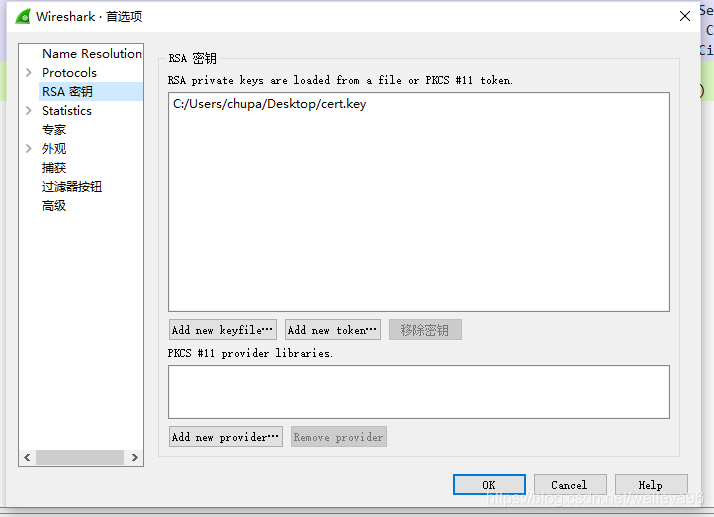 Wireshark · 首选项
Name Resolution
Protocols
RSA 密钥
Statistics
专家
外观
捕获
过滤器按钮
高级
RSA 密钥
RSA private keys are loaded from a file or PKCS #11 token.
C:/Users/chupa/Desktop/cert.key
Add new keyfile… Add new token… 移除密钥
PKCS #11 provider libraries.
Add new provider… Remove provider
OK Cancel Help
https://blog.csdn.net/walleva96
Se
C
Ci
)